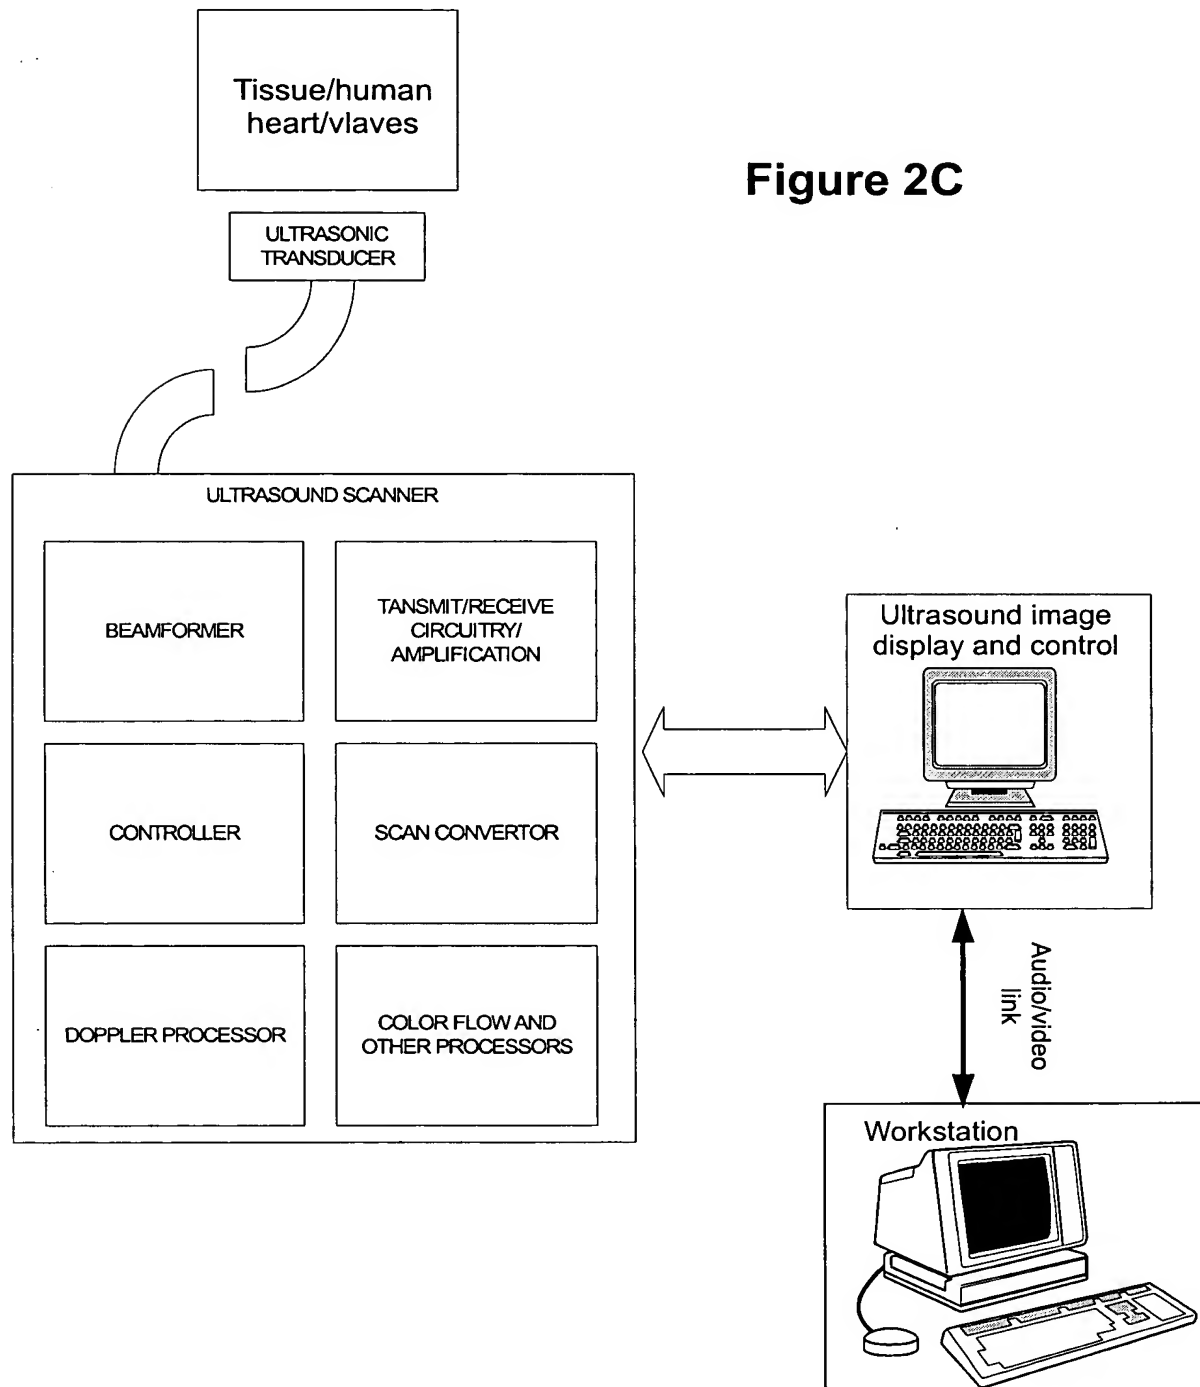 Tissue/human
heart/vlaves
Figure 2C
ULTRASONIC
TRANSDUCER
ULTRASOUND SCANNER
BEAMFORMER
TANSMIT/RECEIVE
CIRCUITRY/
AMPLIFICATION
CONTROLLER
SCAN CONVERTOR
DOPPLER PROCESSOR
COLOR FLOW AND
OTHER PROCESSORS
Ultrasound image
display and control
Audio/video
link
Workstation